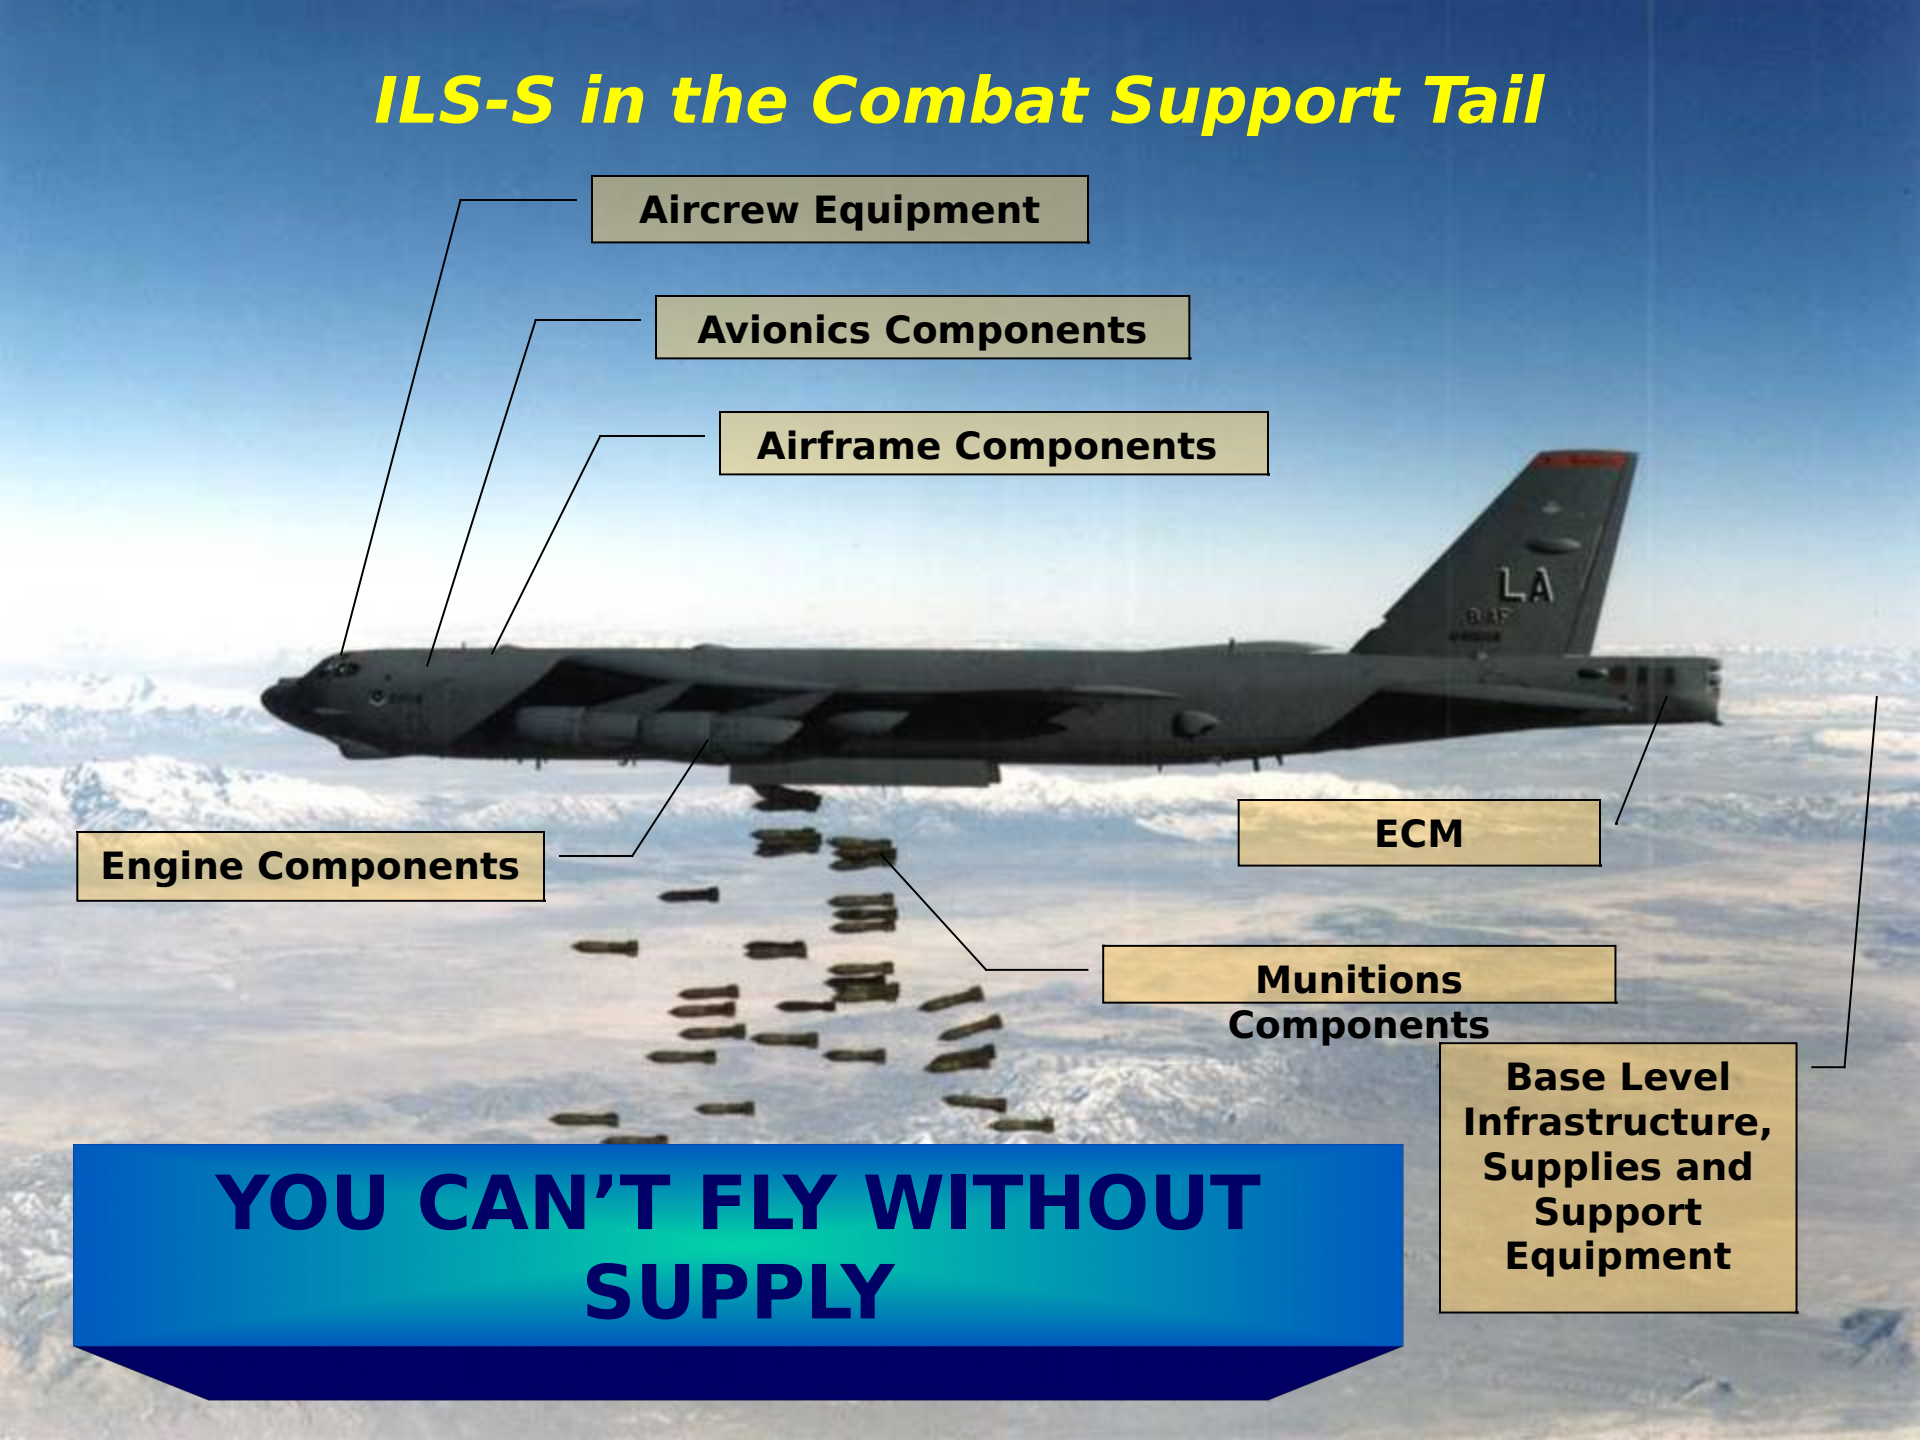 ILS-S in the Combat Support Tail
Aircrew Equipment
Avionics Components
Airframe Components
LA
ECM
Engine Components
Munitions
Components
Base Level
Infrastructure,
Supplies and
Support
Equipment
YOU CAN’T FLY WITHOUT
SUPPLY